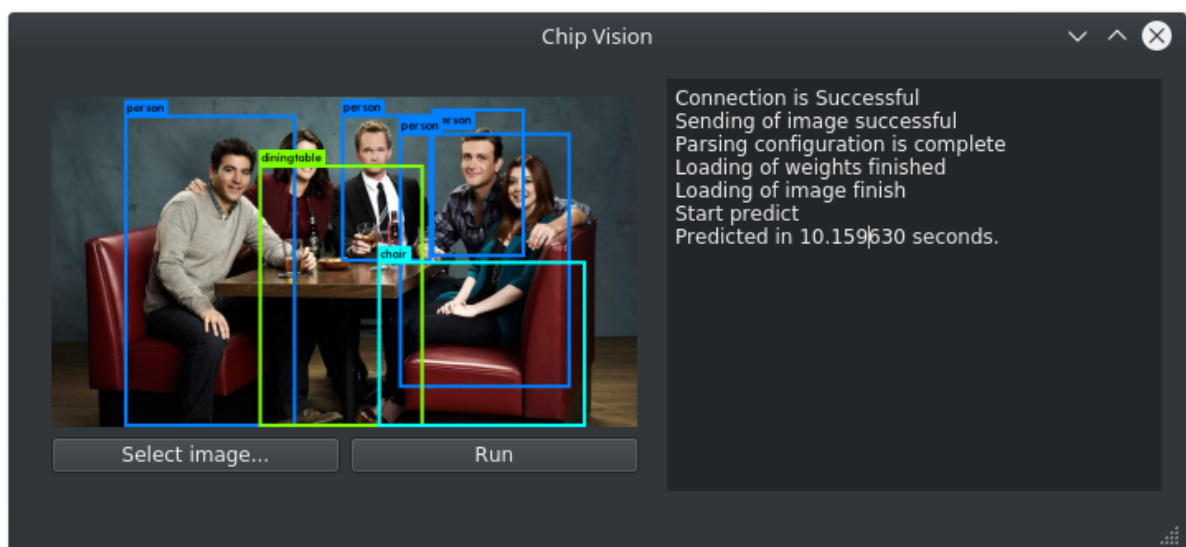 Chip Vision
person
person
person
erson
diningtable
chair
Connection is Successful
Sending of image successful
Parsing configuration is complete
Loading of weights finished
Loading of image finish
Start predict
Predicted in 10.159630 seconds.
Select image...
Run